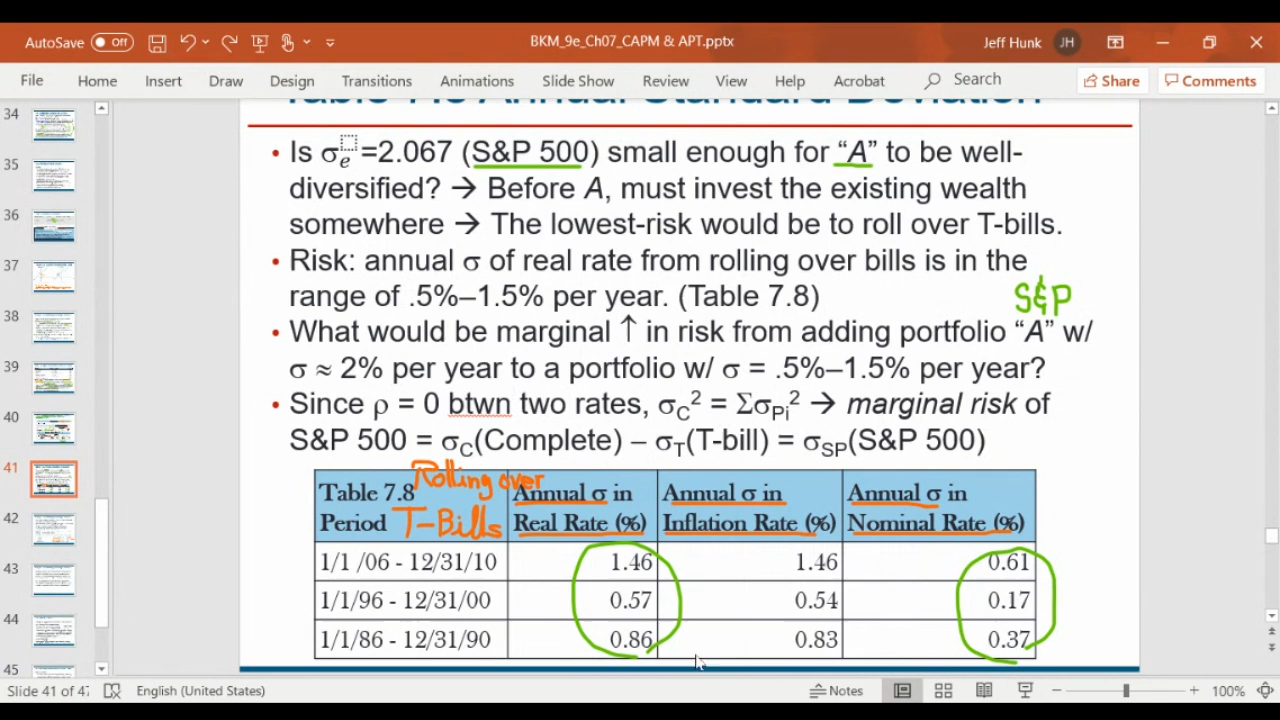 AutoSave Off
BKM_9e_Ch07_CAPM & APT.pptx
Jeff Hunk JH
File Home Insert Draw Design Transitions Animations Slide Show Review View Help Acrobat Search Share Comments
34
35
36
37
38
39
40
41
42
43
44
45
Table 7.8 Annual Standard Deviation
• Is σe=2.067 (S&P 500) small enough for “A” to be well-
diversified? → Before A, must invest the existing wealth
somewhere → The lowest-risk would be to roll over T-bills.
• Risk: annual σ of real rate from rolling over bills is in the
range of .5%–1.5% per year. (Table 7.8)
S&P
• What would be marginal ↑ in risk from adding portfolio “A” w/
σ ≈ 2% per year to a portfolio w/ σ = .5%–1.5% per year?
• Since ρ = 0 btwn two rates, σC² = ΣσPi² → marginal risk of
S&P 500 = σC(Complete) – σT(T-bill) = σSP(S&P 500)
Rolling over
T-Bills
Table 7.8 Annual σ in Annual σ in Annual σ in
Period Real Rate (%) Inflation Rate (%) Nominal Rate (%)
1/1 /06 - 12/31/10 1.46 1.46 0.61
1/1/96 - 12/31/00 0.57 0.54 0.17
1/1/86 - 12/31/90 0.86 0.83 0.37
Slide 41 of 47 English (United States) Notes 100%